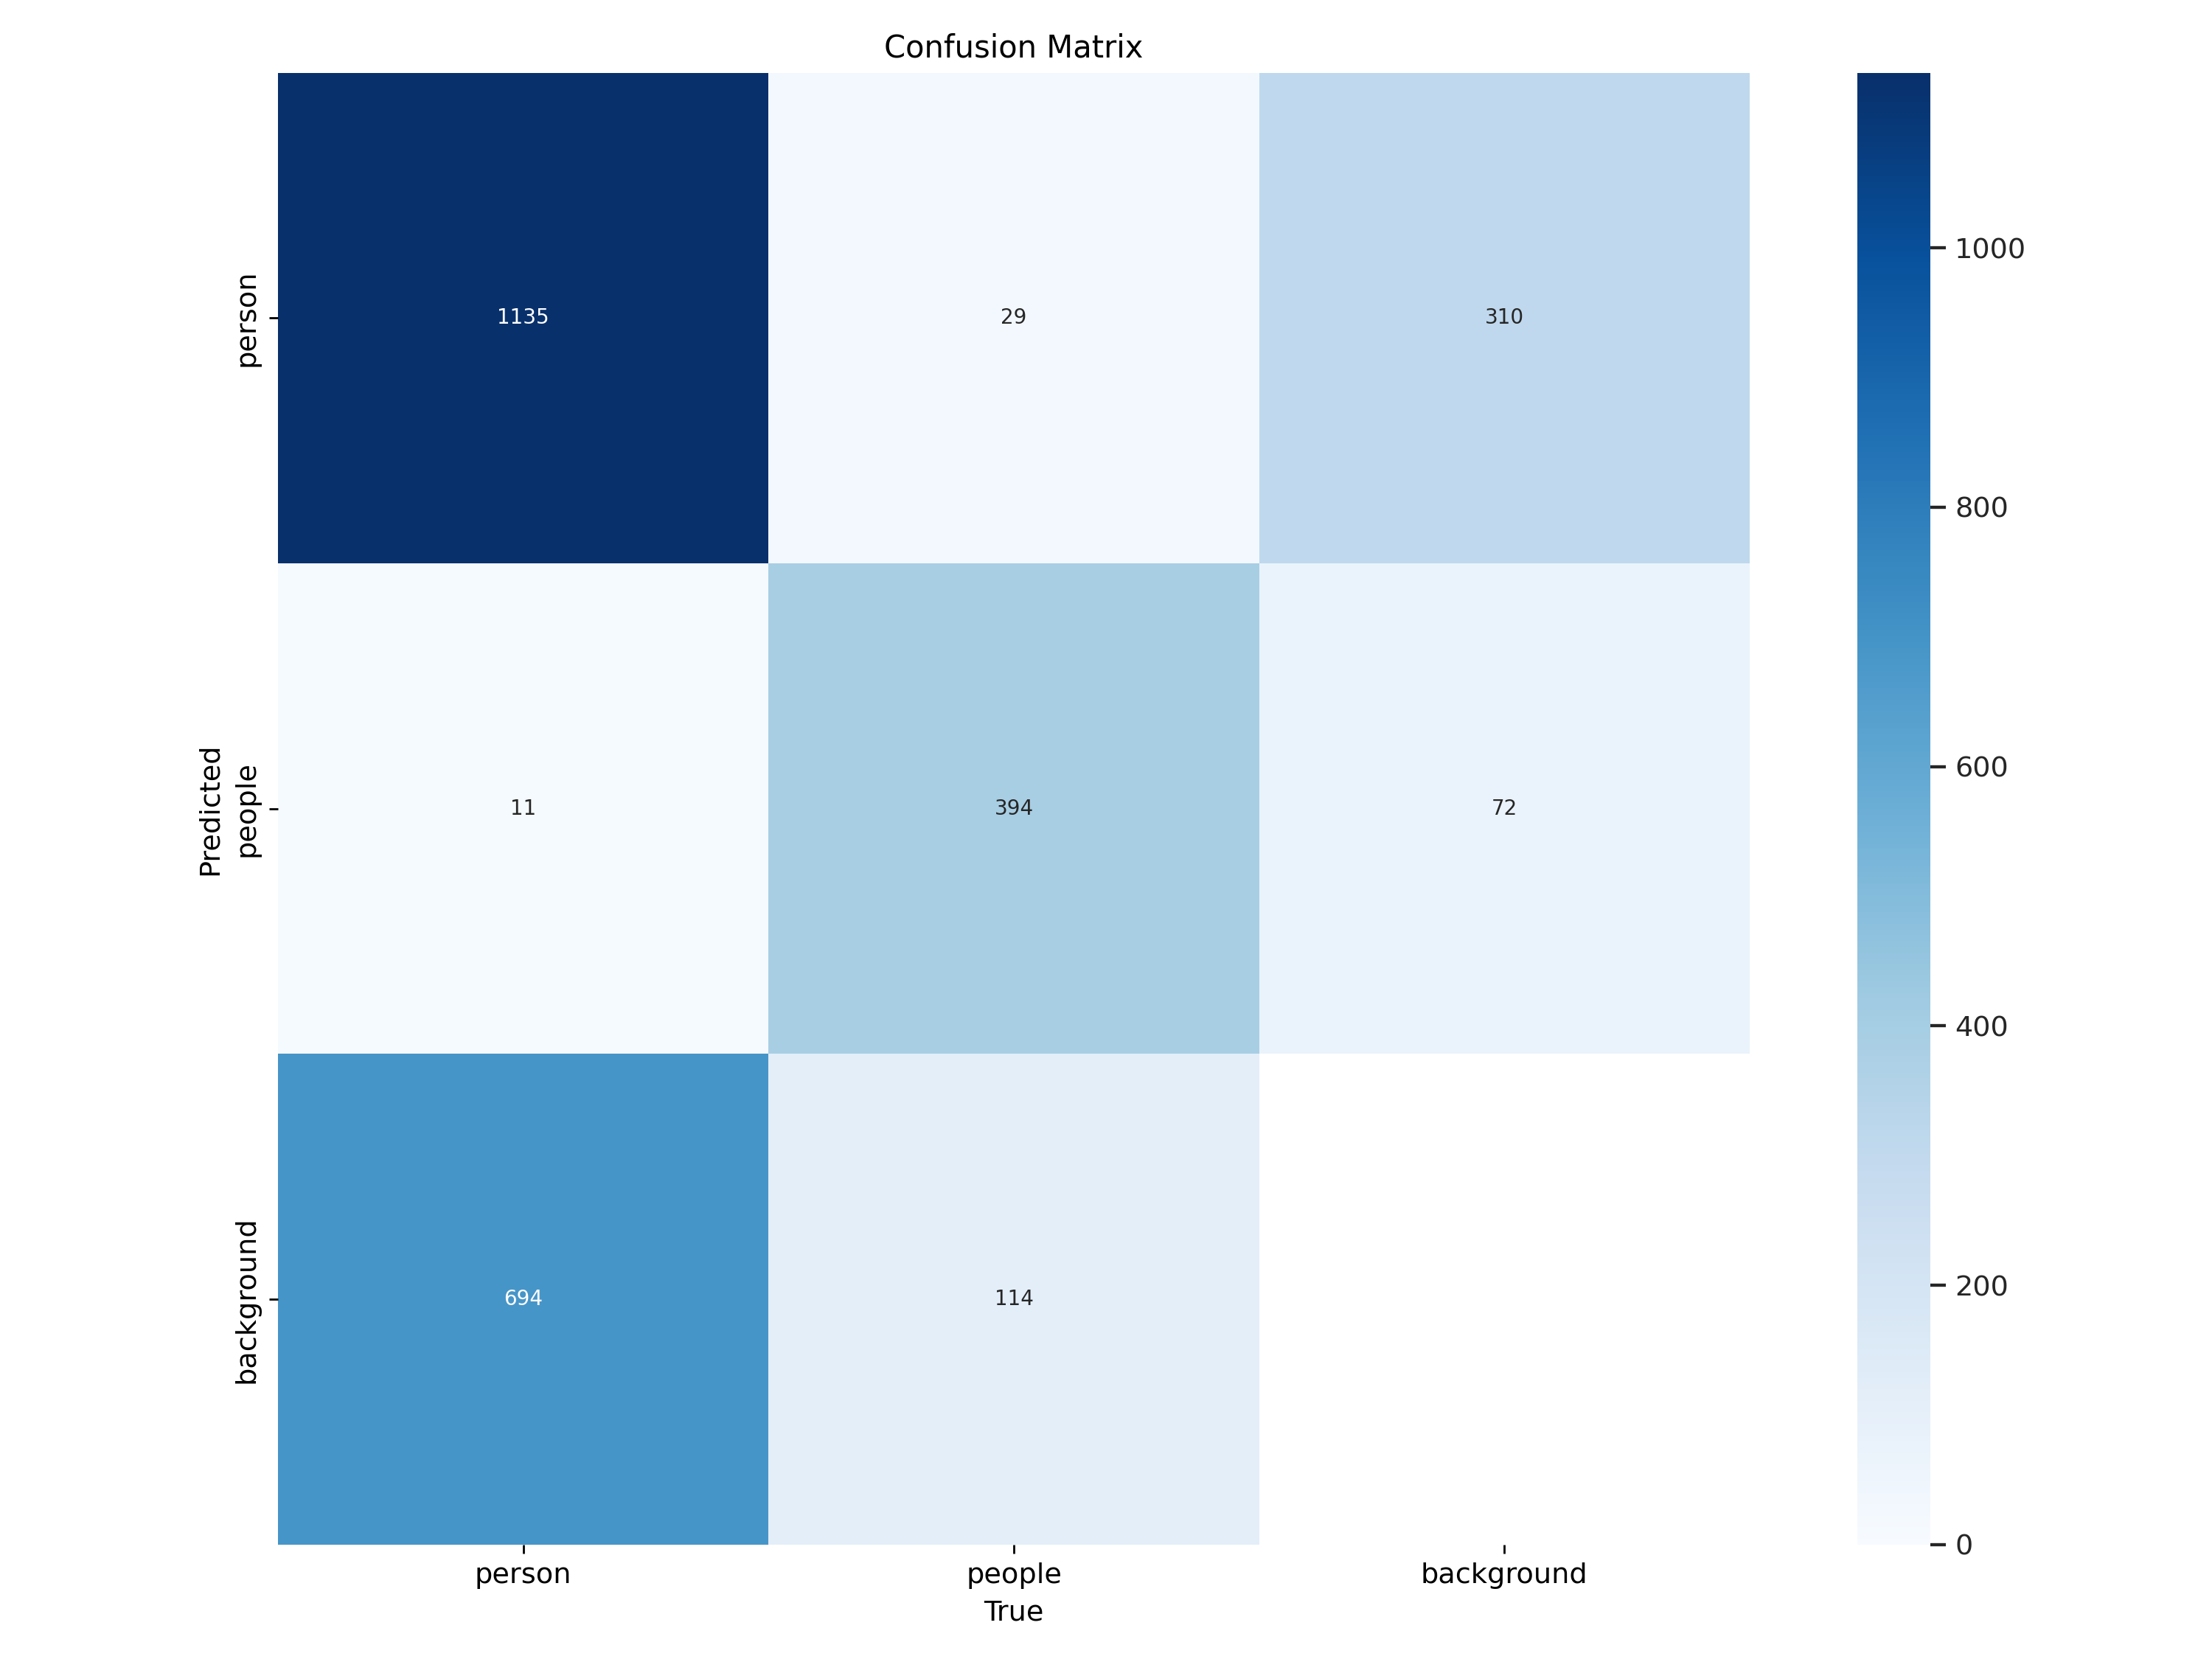 Confusion Matrix
person
1135
29
310
1000
800
Predicted
people
11
394
72
600
400
background
694
114
200
0
person
people
background
True